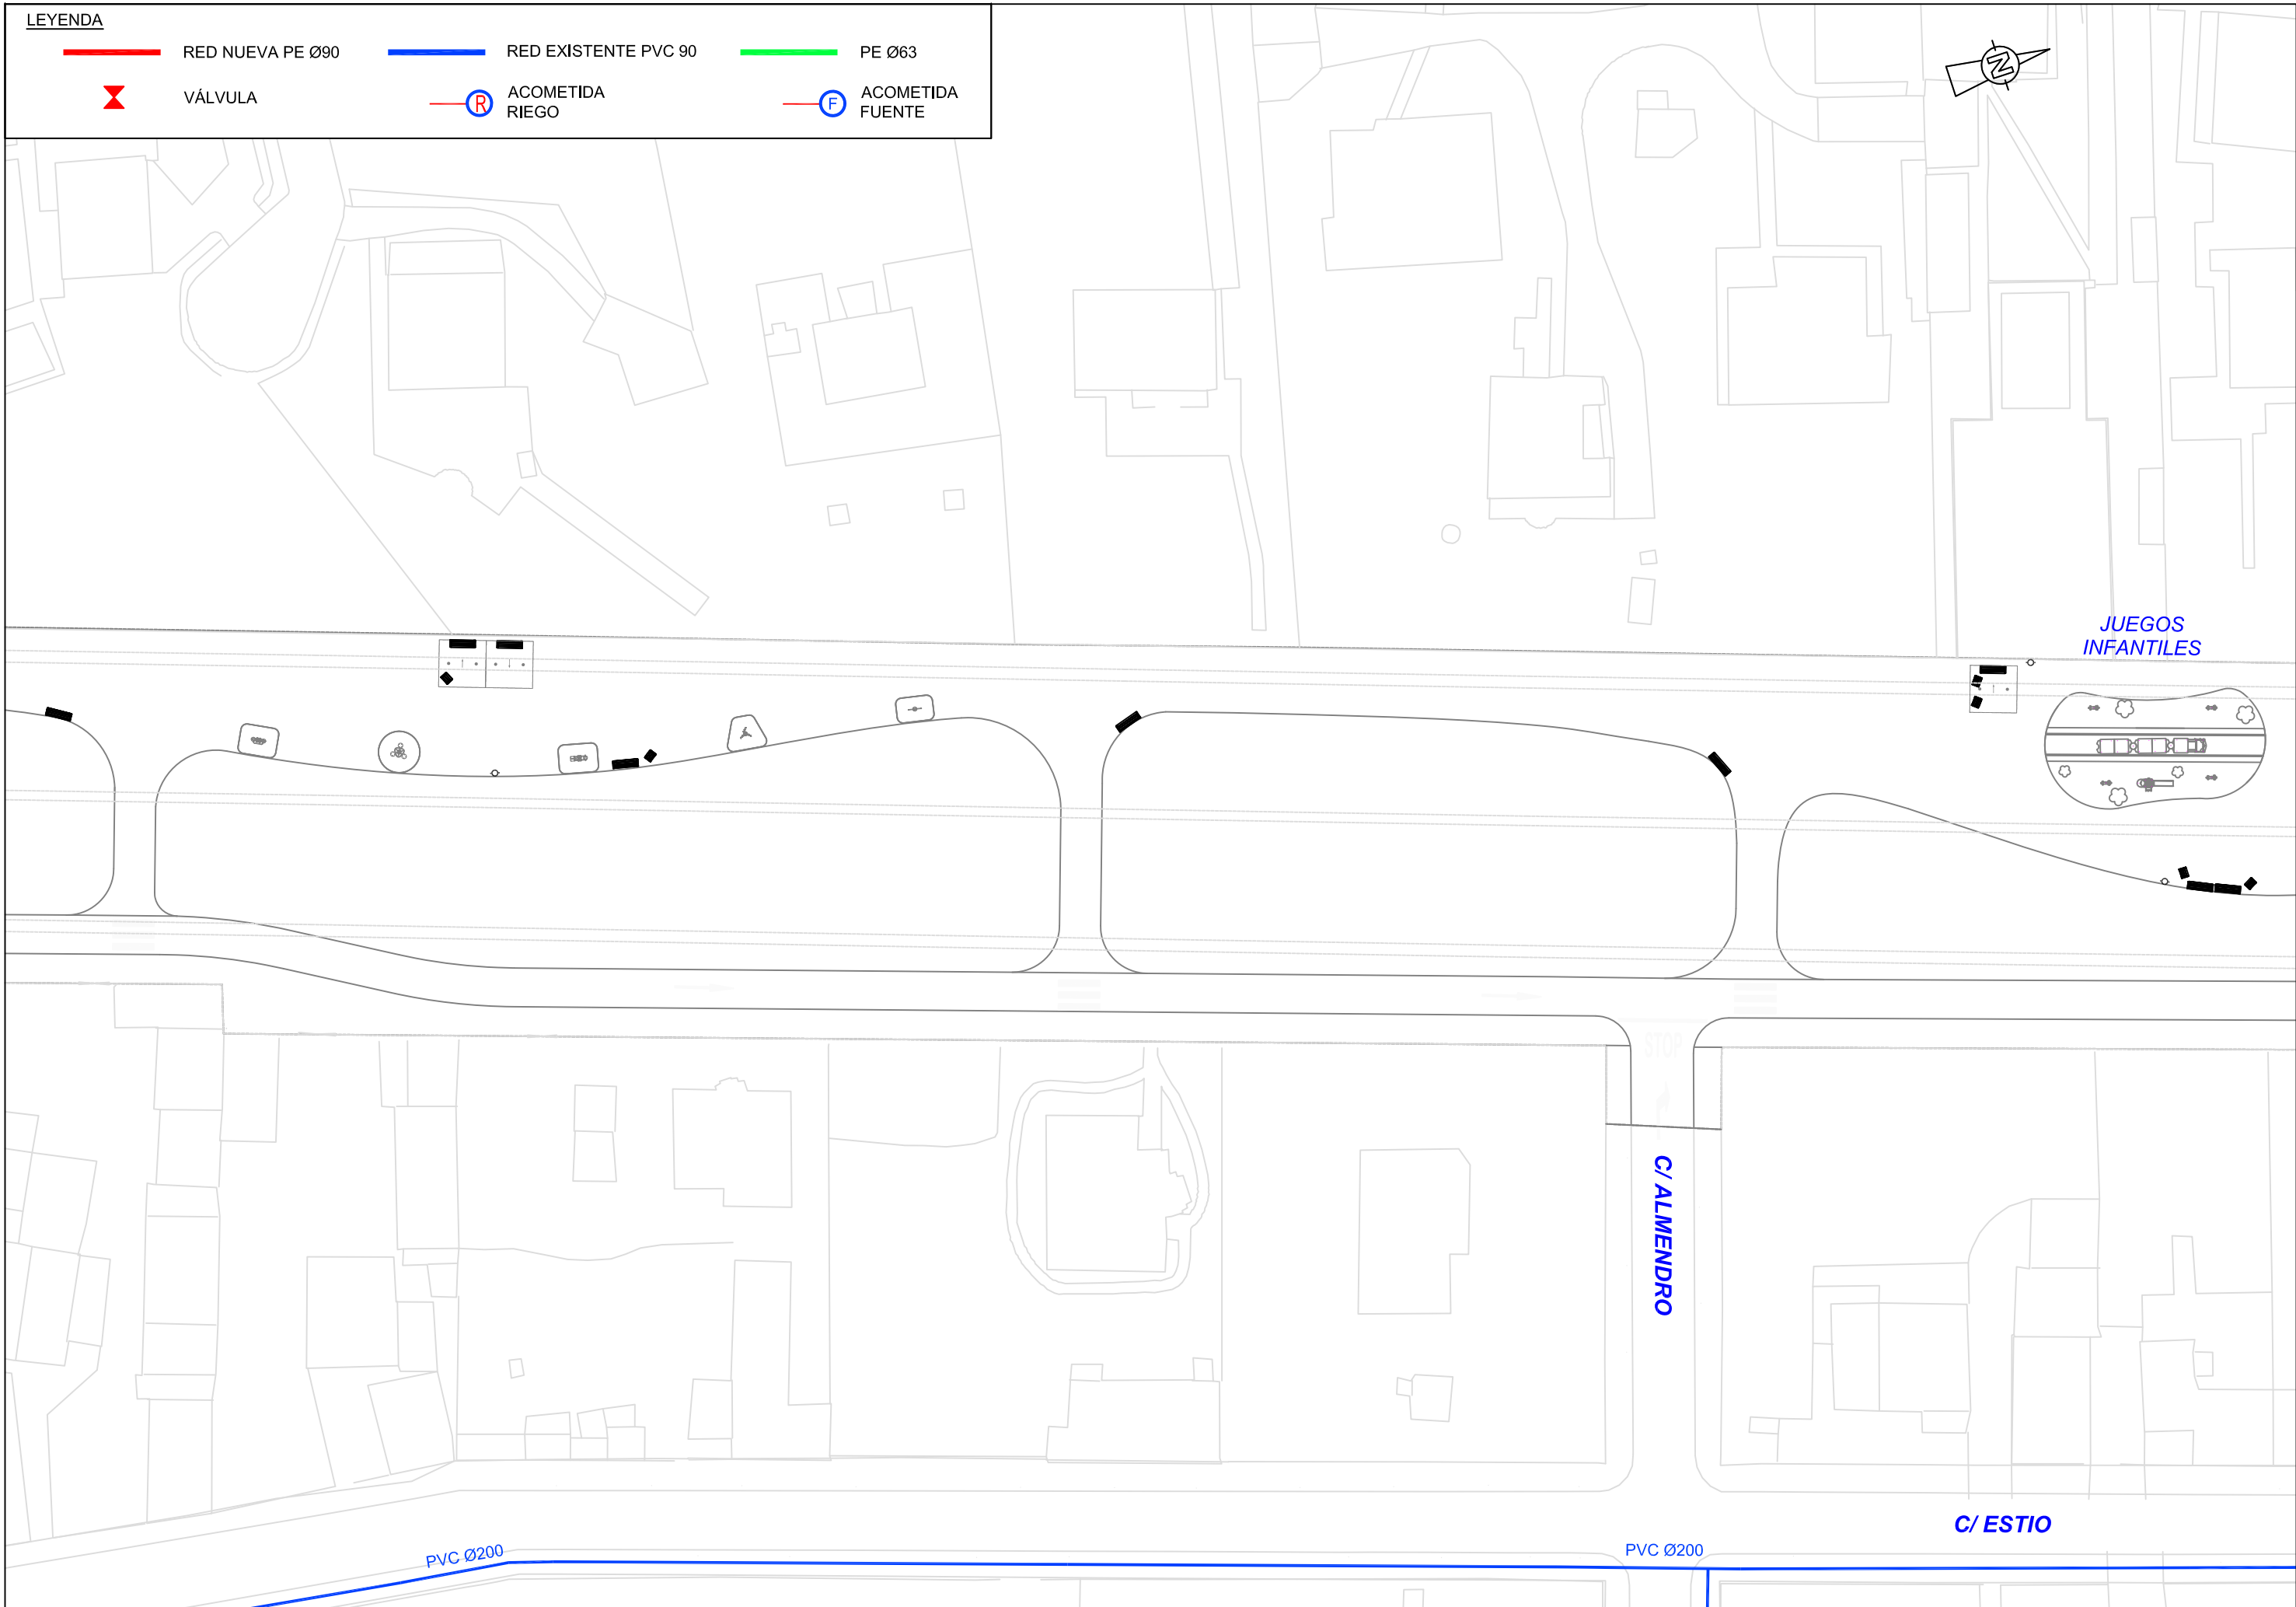 LEYENDA
RED NUEVA PE Ø90
RED EXISTENTE PVC 90
PE Ø63
VÁLVULA
R
ACOMETIDA
RIEGO
F
ACOMETIDA
FUENTE
N
JUEGOS
INFANTILES
STOP
C/ ALMENDRO
C/ ESTIO
PVC Ø200
PVC Ø200